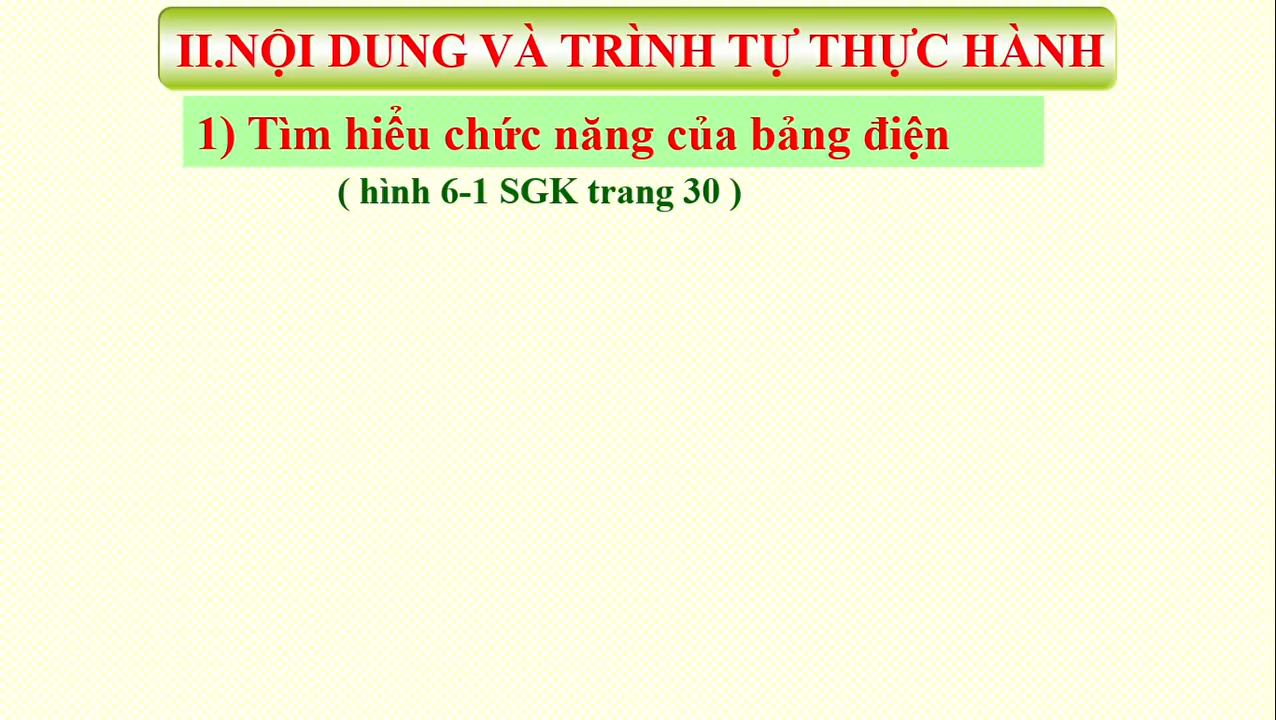 II.NỘI DUNG VÀ TRÌNH TỰ THỰC HÀNH
1) Tìm hiểu chức năng của bảng điện
( hình 6-1 SGK trang 30 )